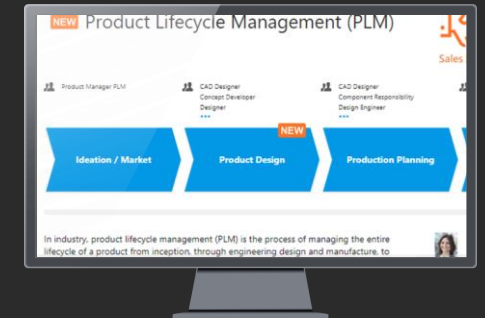 NEW Product Lifecycle Management (PLM)
Sales
Product Manager PLM
CAD Designer
Concept Developer
Designer
CAD Designer
Component Responsibility
Design Engineer
NEW
Ideation / Market
Product Design
Production Planning
In industry, product lifecycle management (PLM) is the process of managing the entire
lifecycle of a product from inception, through engineering design and manufacture, to